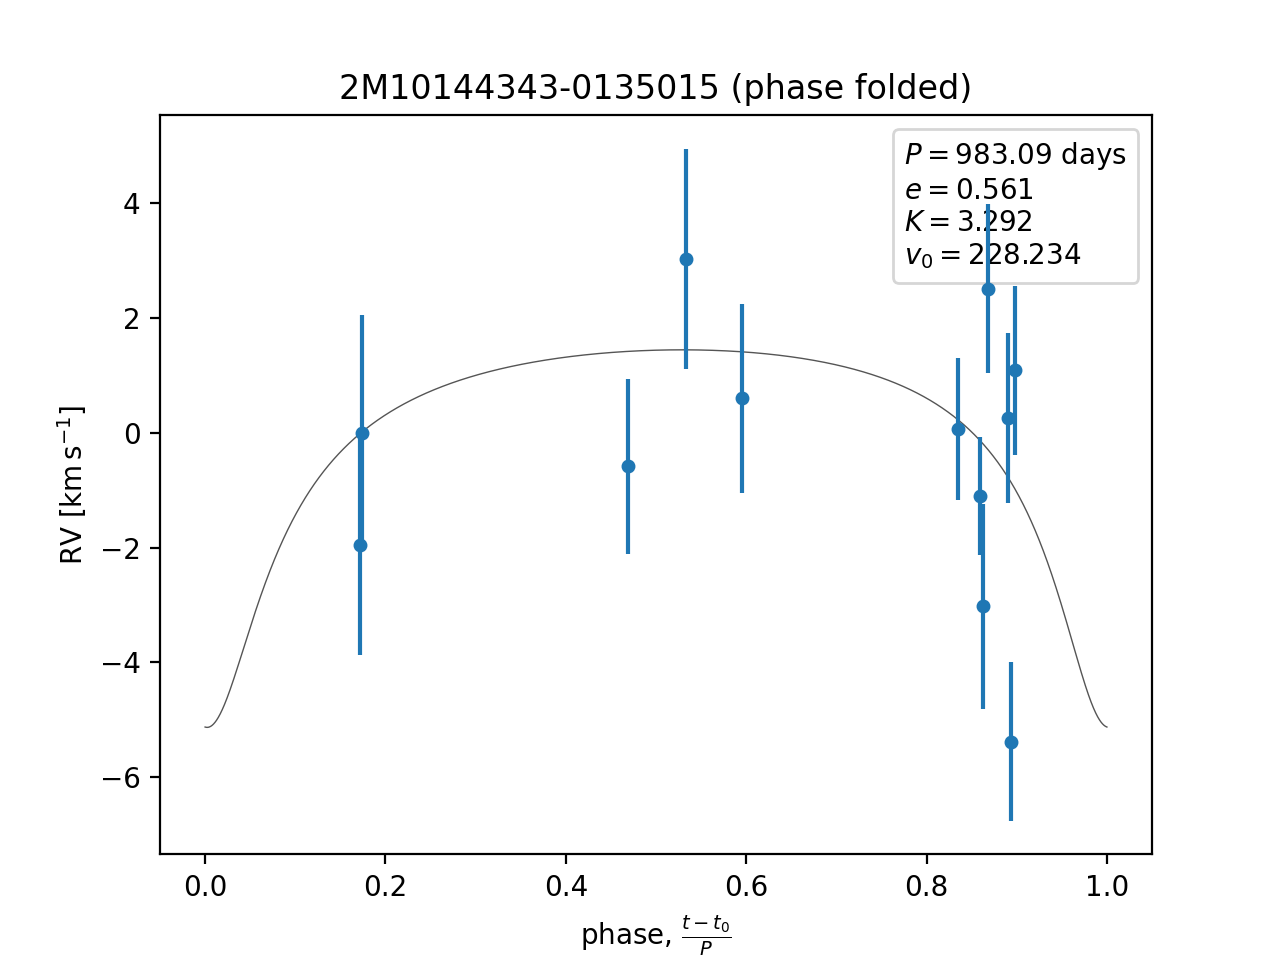 2M10144343-0135015 (phase folded)
P = 983.09 days
e = 0.561
K = 3.292
v₀ = 228.234
RV [km s⁻¹]
4
2
0
−2
−4
−6
0.0 0.2 0.4 0.6 0.8 1.0
phase, (t − t₀)/P